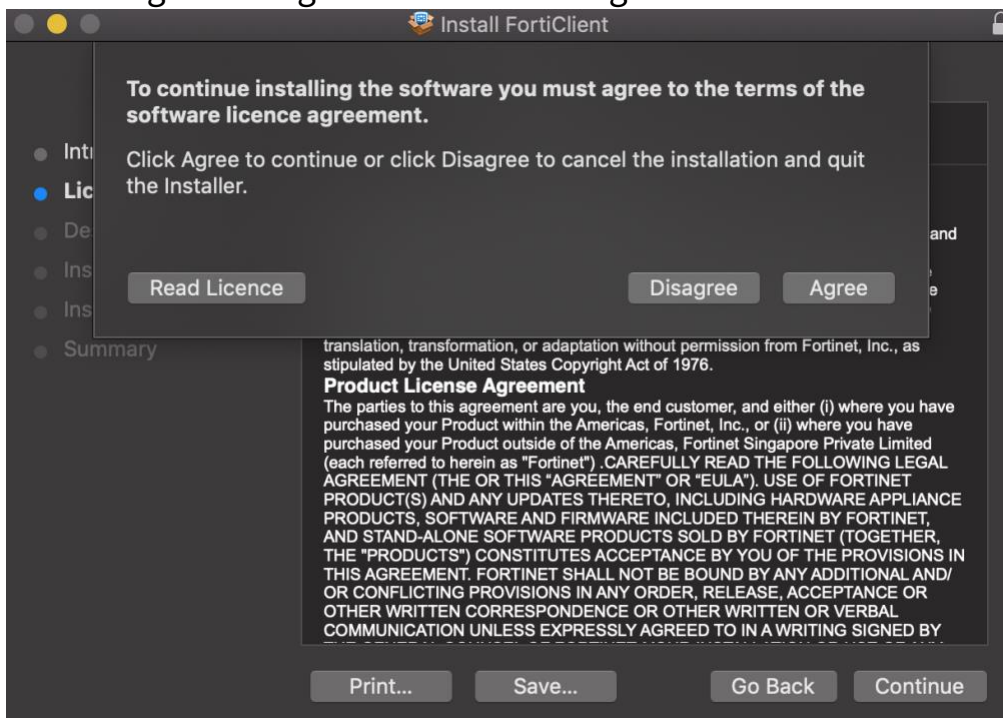 Install FortiClient
To continue installing the software you must agree to the terms of the
software licence agreement.
Click Agree to continue or click Disagree to cancel the installation and quit
the Installer.
Read Licence
Disagree
Agree
Lic
De
Ins
Ins
Summary
and
translation, transformation, or adaptation without permission from Fortinet, Inc., as
stipulated by the United States Copyright Act of 1976.
Product License Agreement
The parties to this agreement are you, the end customer, and either (i) where you have
purchased your Product within the Americas, Fortinet, Inc., or (ii) where you have
purchased your Product outside of the Americas, Fortinet Singapore Private Limited
(each referred to herein as "Fortinet") .CAREFULLY READ THE FOLLOWING LEGAL
AGREEMENT (THE OR THIS “AGREEMENT” OR “EULA”). USE OF FORTINET
PRODUCT(S) AND ANY UPDATES THERETO, INCLUDING HARDWARE APPLIANCE
PRODUCTS, SOFTWARE AND FIRMWARE INCLUDED THEREIN BY FORTINET,
AND STAND-ALONE SOFTWARE PRODUCTS SOLD BY FORTINET (TOGETHER,
THE "PRODUCTS") CONSTITUTES ACCEPTANCE BY YOU OF THE PROVISIONS IN
THIS AGREEMENT. FORTINET SHALL NOT BE BOUND BY ANY ADDITIONAL AND/
OR CONFLICTING PROVISIONS IN ANY ORDER, RELEASE, ACCEPTANCE OR
OTHER WRITTEN CORRESPONDENCE OR OTHER WRITTEN OR VERBAL
COMMUNICATION UNLESS EXPRESSLY AGREED TO IN A WRITING SIGNED BY
Print...
Save...
Go Back
Continue